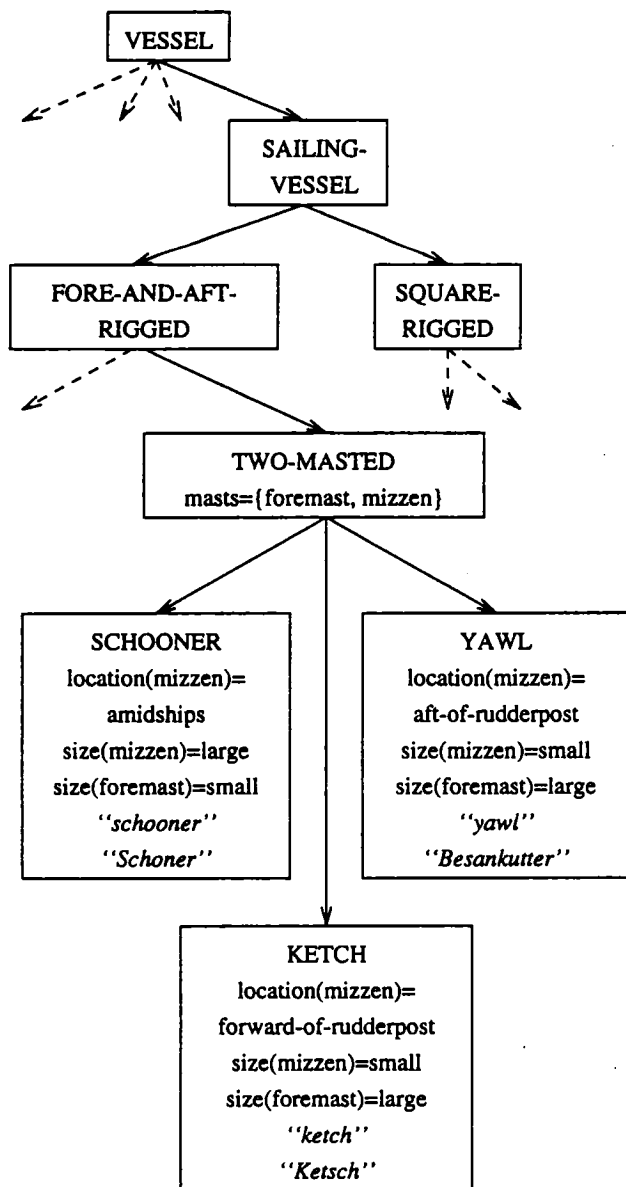 VESSEL
SAILING-
VESSEL
FORE-AND-AFT-
RIGGED
SQUARE-
RIGGED
TWO-MASTED
masts={foremast, mizzen}
SCHOONER
location(mizzen)=
amidships
size(mizzen)=large
size(foremast)=small
‘‘schooner’’
‘‘Schoner’’
YAWL
location(mizzen)=
aft-of-rudderpost
size(mizzen)=small
size(foremast)=large
‘‘yawl’’
‘‘Besankutter’’
KETCH
location(mizzen)=
forward-of-rudderpost
size(mizzen)=small
size(foremast)=large
‘‘ketch’’
‘‘Ketsch’’